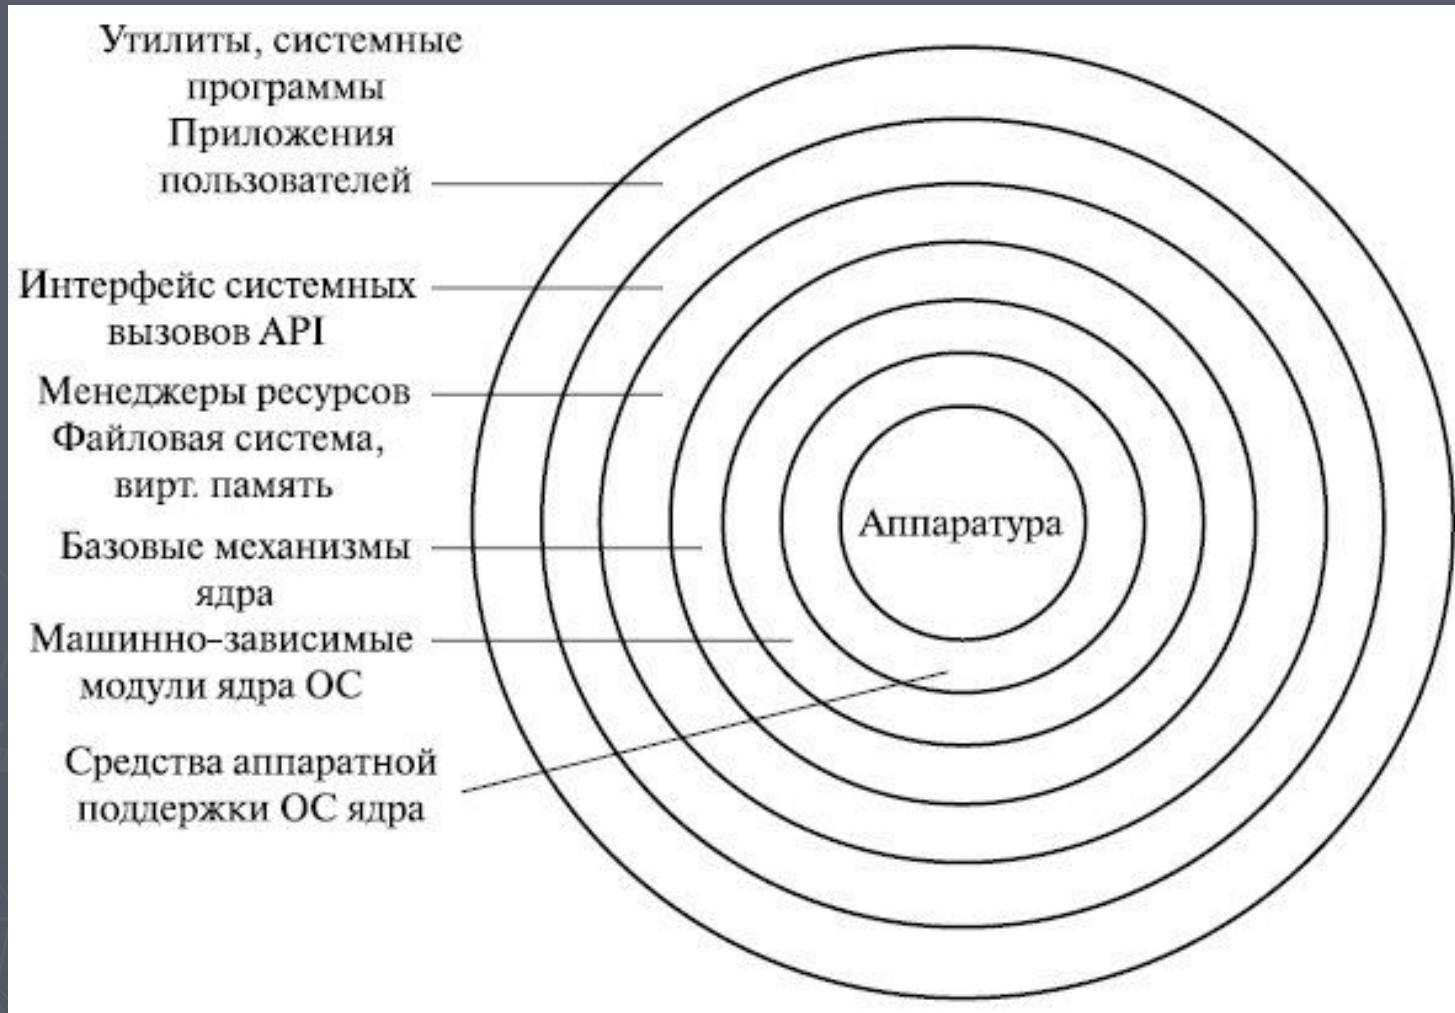 Утилиты, системные
программы
Приложения
пользователей
Интерфейс системных
вызовов API
Менеджеры ресурсов
Файловая система,
вирт. память
Базовые механизмы
ядра
Машинно-зависимые
модули ядра ОС
Средства аппаратной
поддержки ОС ядра
Аппаратура